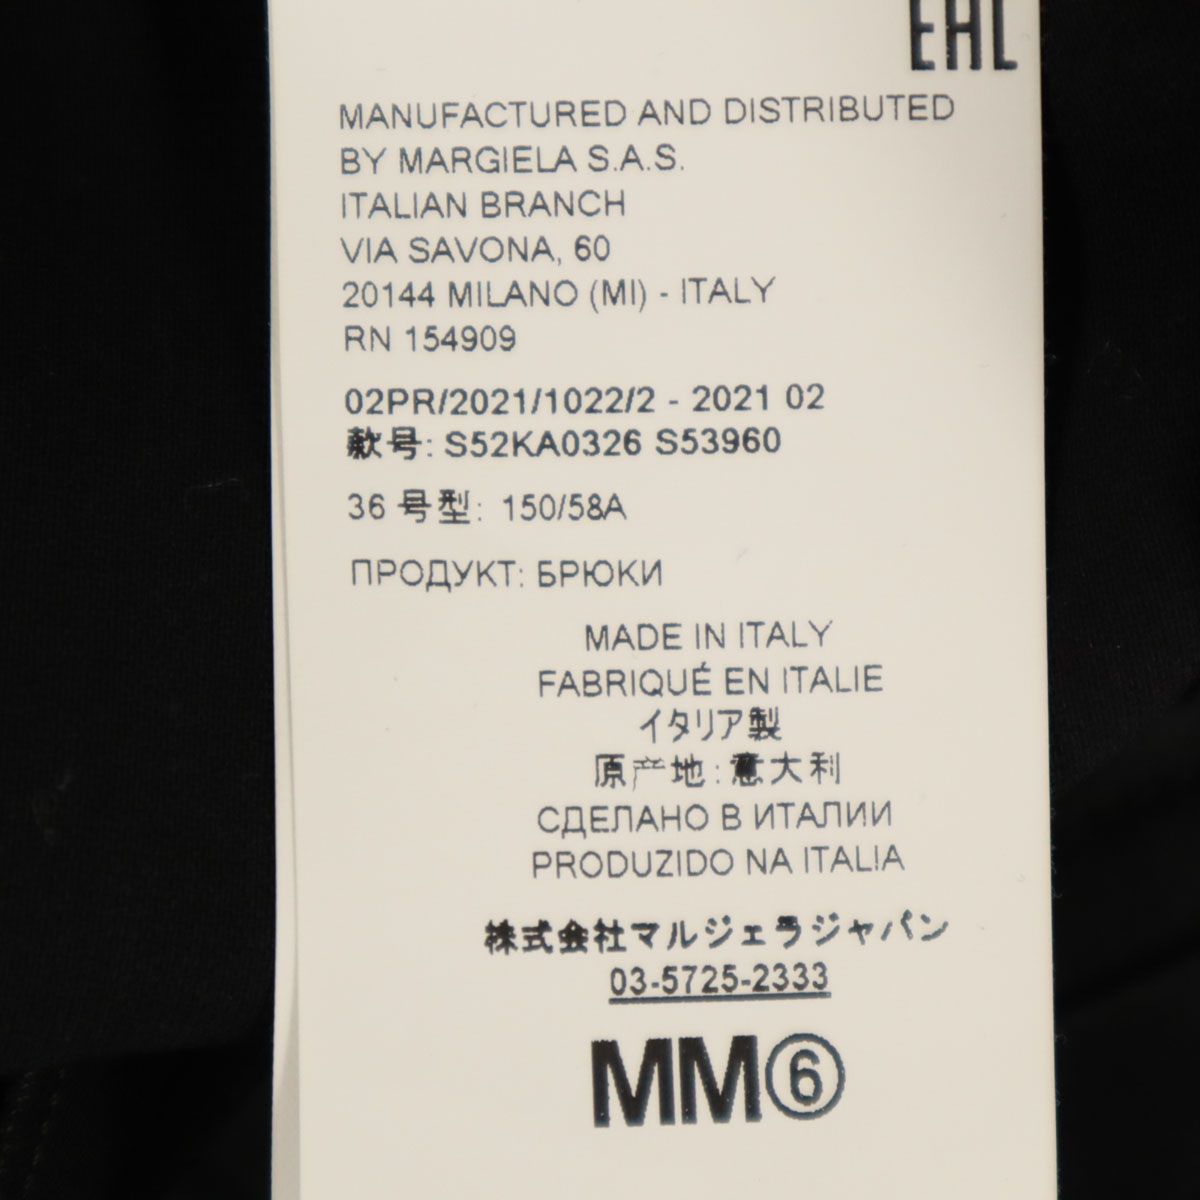 EAC
MANUFACTURED AND DISTRIBUTED
BY MARGIELA S.A.S.
ITALIAN BRANCH
VIA SAVONA, 60
20144 MILANO (MI) - ITALY
RN 154909
02PR/2021/1022/2 - 2021 02
款号: S52KA0326 S53960
36 号型: 150/58A
ПРОДУКТ: БРЮКИ
MADE IN ITALY
FABRIQUÉ EN ITALIE
イタリア製
原产地: 意大利
СДЕЛАНО В ИТАЛИИ
PRODUZIDO NA ITALIA
株式会社マルジェラジャパン
03-5725-2333
MM⑥